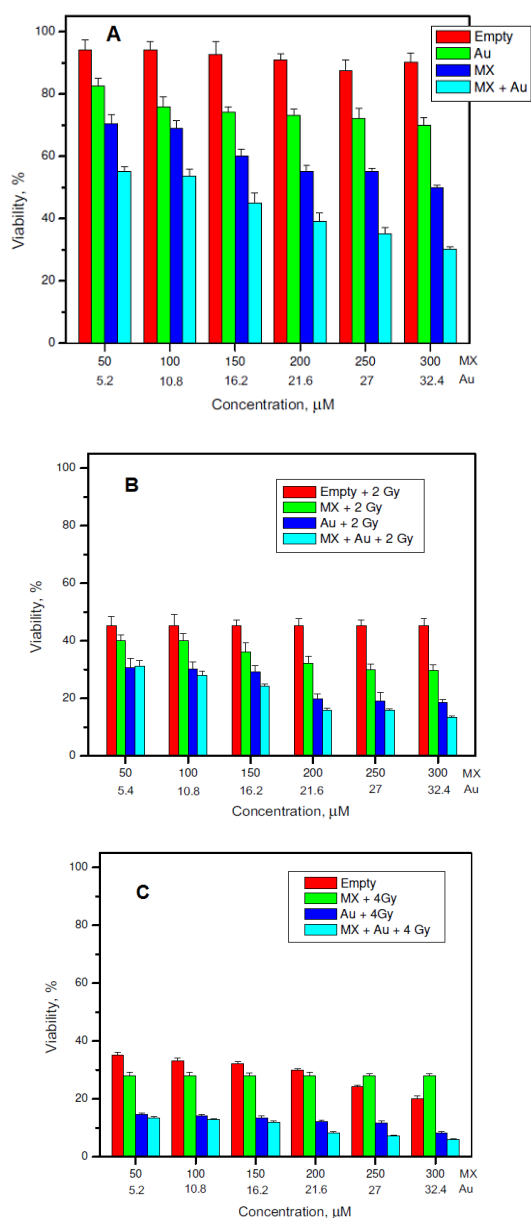 A
Empty
Au
MX
MX + Au
100
80
60
40
20
0
Viability, %
50 100 150 200 250 300 MX
5.2 10.8 16.2 21.6 27 32.4 Au
Concentration, μM
B
Empty + 2 Gy
MX + 2 Gy
Au + 2 Gy
MX + Au + 2 Gy
100
80
60
40
20
0
Viability, %
50 100 150 200 250 300 MX
5.4 10.8 16.2 21.6 27 32.4 Au
Concentration, μM
C
Empty
MX + 4Gy
Au + 4Gy
MX + Au + 4 Gy
100
80
60
40
20
0
Viability, %
50 100 150 200 250 300 MX
5.2 10.8 16.2 21.6 27 32.4 Au
Concentration, μM